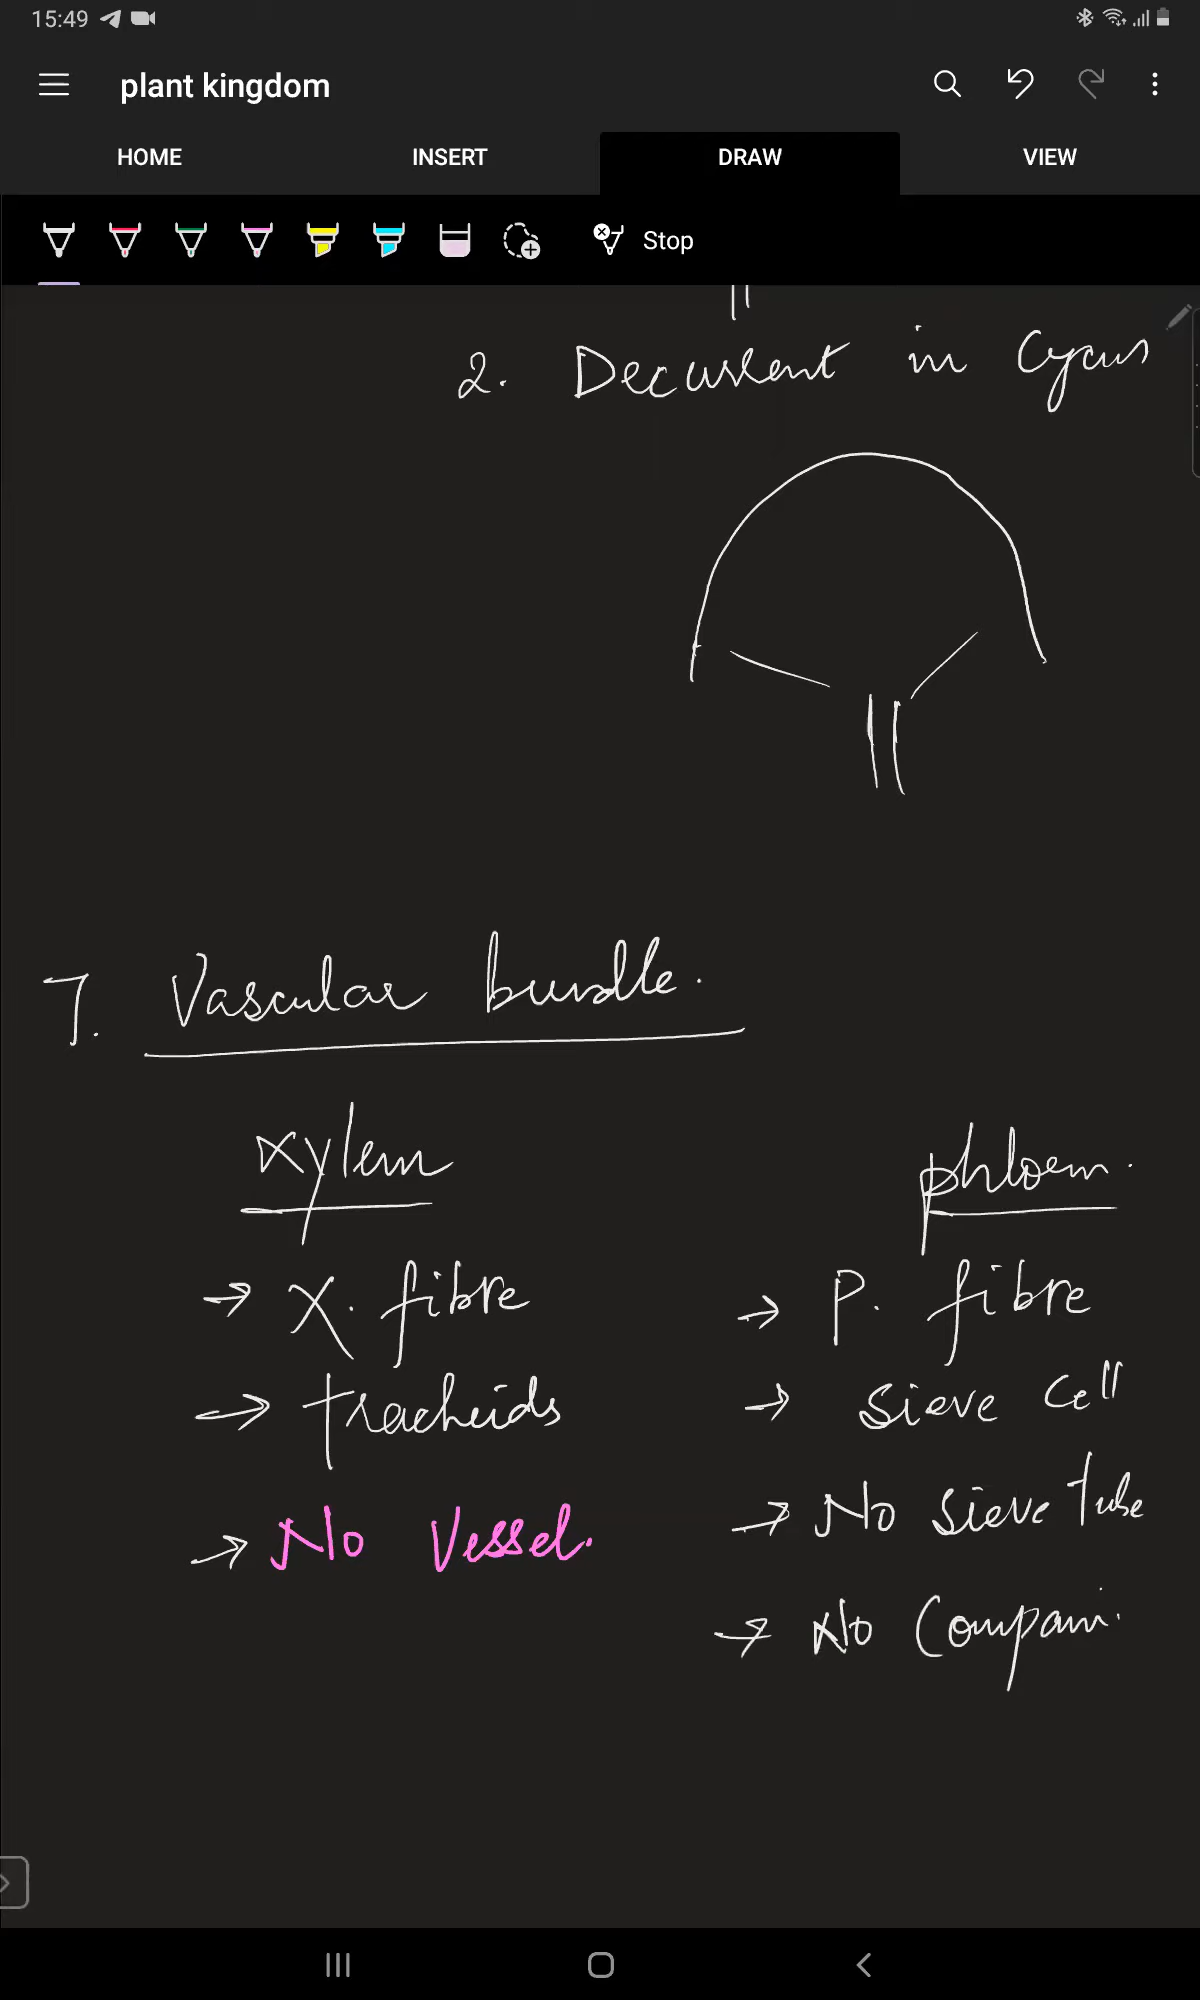 15:49
plant kingdom
HOME INSERT DRAW VIEW
Stop
2. Decurrent in Cycus
7. Vascular bundle.
Xylem
phloem.
→ X. fibre
→ P. fibre
→ tracheids
→ Sieve Cell
→ No Vessel.
→ No Sieve tube
→ No Compani.